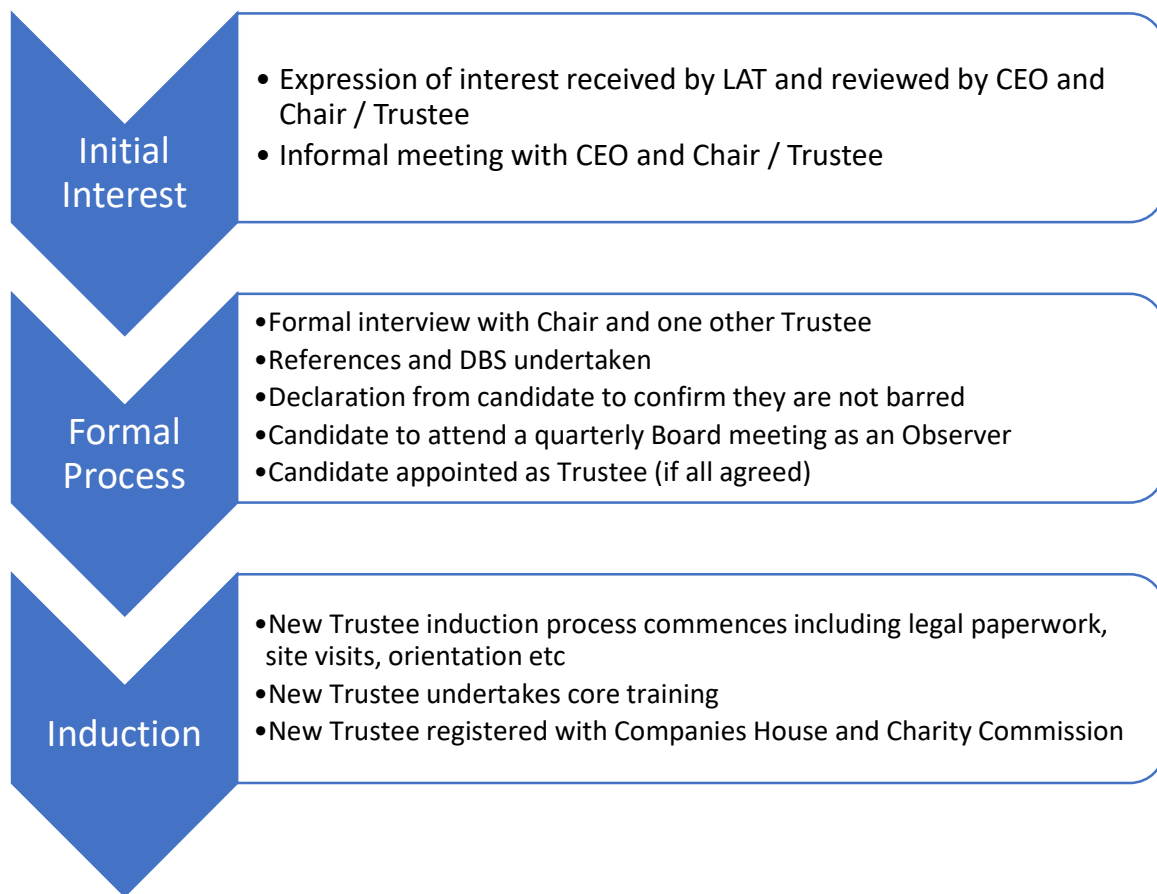 Initial
Interest
• Expression of interest received by LAT and reviewed by CEO and
Chair / Trustee
• Informal meeting with CEO and Chair / Trustee
Formal
Process
•Formal interview with Chair and one other Trustee
•References and DBS undertaken
•Declaration from candidate to confirm they are not barred
•Candidate to attend a quarterly Board meeting as an Observer
•Candidate appointed as Trustee (if all agreed)
Induction
•New Trustee induction process commences including legal paperwork,
site visits, orientation etc
•New Trustee undertakes core training
•New Trustee registered with Companies House and Charity Commission